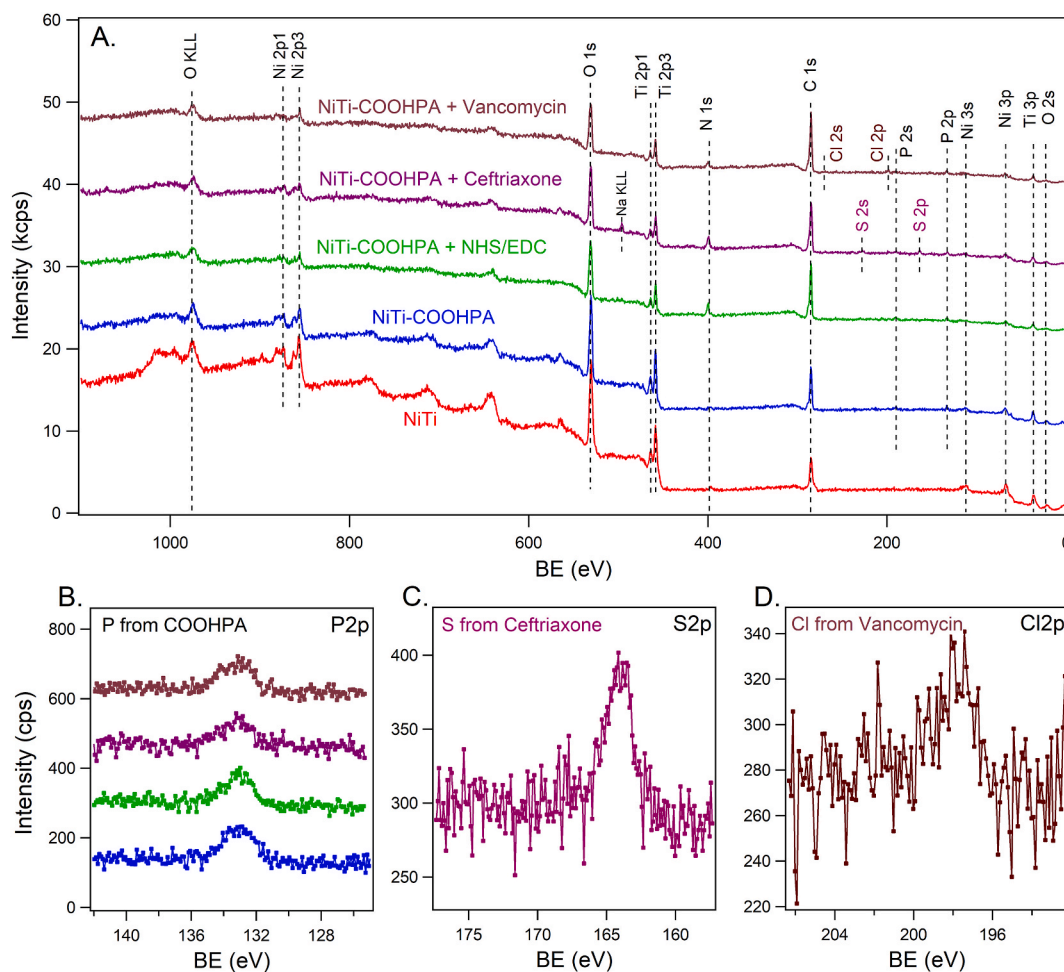 A.
O KLL
Ni 2p1
Ni 2p3
O 1s
Ti 2p1
Ti 2p3
N 1s
C 1s
Cl 2s
Cl 2p
P 2s
P 2p
Ni 3s
Ni 3p
Ti 3p
O 2s
NiTi-COOHPA + Vancomycin
NiTi-COOHPA + Ceftriaxone
Na KLL
S 2s
S 2p
NiTi-COOHPA + NHS/EDC
NiTi-COOHPA
NiTi
Intensity (kcps)
60
50
40
30
20
10
0
1000
800
600
400
200
0
BE (eV)
B.
P from COOHPA
P2p
Intensity (cps)
800
600
400
200
0
140
136
132
128
BE (eV)
C.
S from Ceftriaxone
S2p
400
350
300
250
175
170
165
160
BE (eV)
D.
Cl from Vancomycin
Cl2p
340
320
300
280
260
240
220
204
200
196
BE (eV)